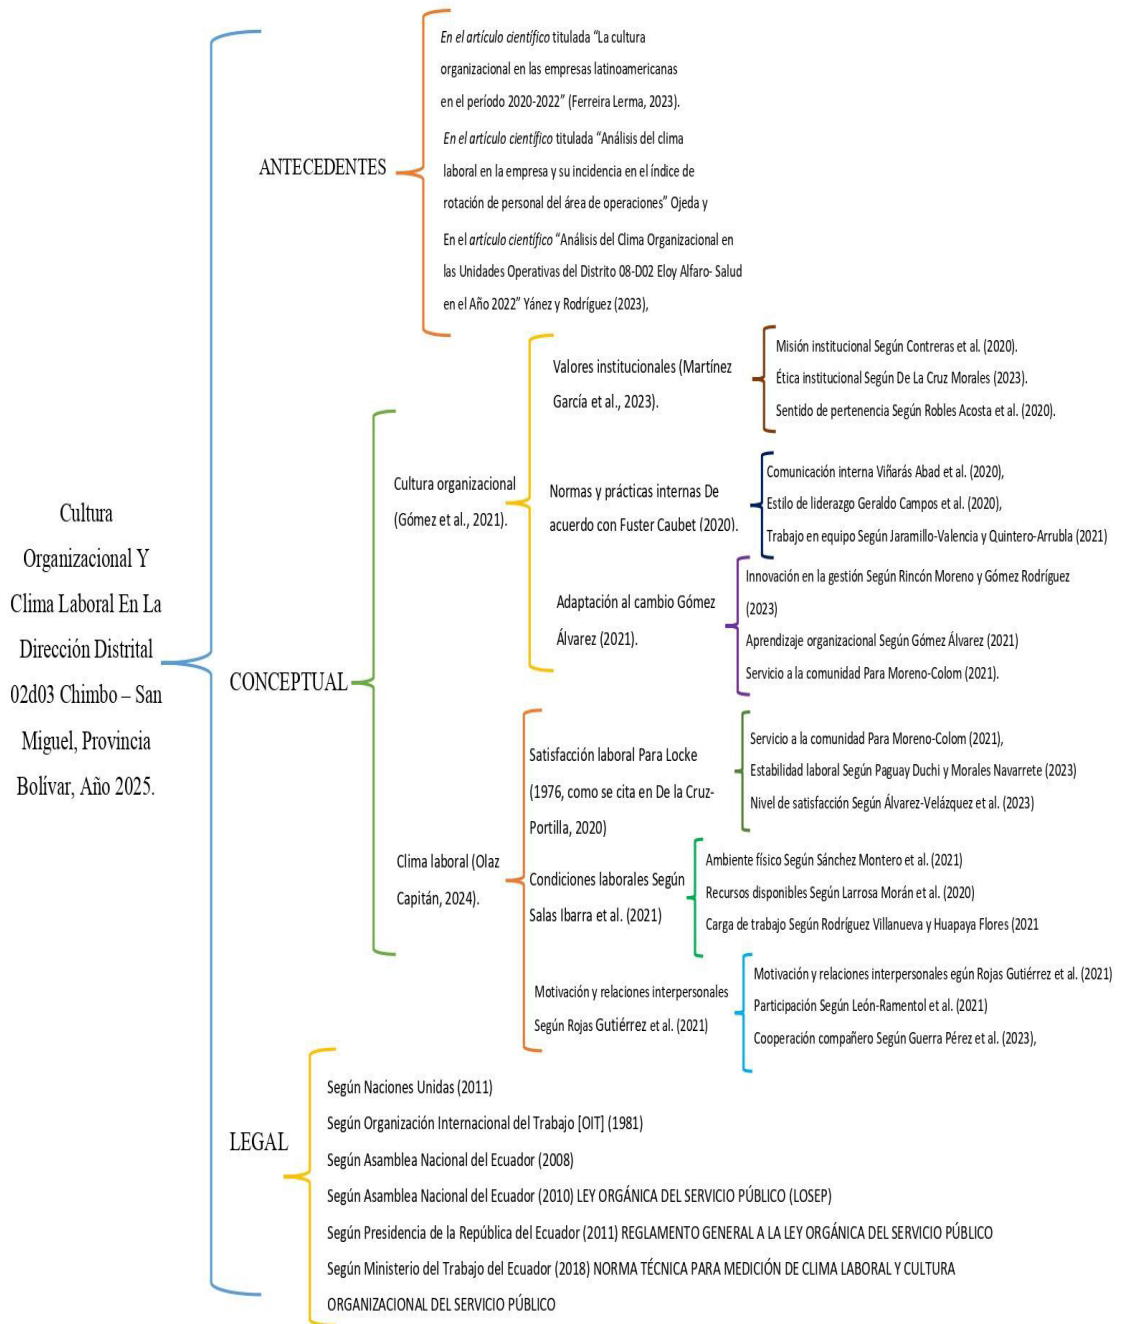 Cultura
Organizacional Y
Clima Laboral En La
Dirección Distrital
02d03 Chimbo – San
Miguel, Provincia
Bolívar, Año 2025.
ANTECEDENTES
En el artículo científico titulada “La cultura
organizacional en las empresas latinoamericanas
en el período 2020-2022” (Ferreira Lerma, 2023).
En el artículo científico titulada “Análisis del clima
laboral en la empresa y su incidencia en el índice de
rotación de personal del área de operaciones” Ojeda y
En el artículo científico “Análisis del Clima Organizacional en
las Unidades Operativas del Distrito 08-D02 Eloy Alfaro- Salud
en el Año 2022” Yánez y Rodríguez (2023),
CONCEPTUAL
Cultura organizacional
(Gómez et al., 2021).
Valores institucionales (Martínez
García et al., 2023).
Misión institucional Según Contreras et al. (2020).
Ética institucional Según De La Cruz Morales (2023).
Sentido de pertenencia Según Robles Acosta et al. (2020).
Normas y prácticas internas De
acuerdo con Fuster Caubet (2020).
Comunicación interna Viñarás Abad et al. (2020),
Estilo de liderazgo Geraldo Campos et al. (2020),
Trabajo en equipo Según Jaramillo-Valencia y Quintero-Arrubla (2021)
Adaptación al cambio Gómez
Álvarez (2021).
Innovación en la gestión Según Rincón Moreno y Gómez Rodríguez
(2023)
Aprendizaje organizacional Según Gómez Álvarez (2021)
Servicio a la comunidad Para Moreno-Colom (2021).
Clima laboral (Olaz
Capitán, 2024).
Satisfacción laboral Para Locke
(1976, como se cita en De la Cruz-
Portilla, 2020)
Servicio a la comunidad Para Moreno-Colom (2021),
Estabilidad laboral Según Paguay Duchi y Morales Navarrete (2023)
Nivel de satisfacción Según Álvarez-Velázquez et al. (2023)
Condiciones laborales Según
Salas Ibarra et al. (2021)
Ambiente físico Según Sánchez Montero et al. (2021)
Recursos disponibles Según Larrosa Morán et al. (2020)
Carga de trabajo Según Rodríguez Villanueva y Huapaya Flores (2021
Motivación y relaciones interpersonales
Según Rojas Gutiérrez et al. (2021)
Motivación y relaciones interpersonales egún Rojas Gutiérrez et al. (2021)
Participación Según León-Ramentol et al. (2021)
Cooperación compañero Según Guerra Pérez et al. (2023),
LEGAL
Según Naciones Unidas (2011)
Según Organización Internacional del Trabajo [OIT] (1981)
Según Asamblea Nacional del Ecuador (2008)
Según Asamblea Nacional del Ecuador (2010) LEY ORGÁNICA DEL SERVICIO PÚBLICO (LOSEP)
Según Presidencia de la República del Ecuador (2011) REGLAMENTO GENERAL A LA LEY ORGÁNICA DEL SERVICIO PÚBLICO
Según Ministerio del Trabajo del Ecuador (2018) NORMA TÉCNICA PARA MEDICIÓN DE CLIMA LABORAL Y CULTURA
ORGANIZACIONAL DEL SERVICIO PÚBLICO